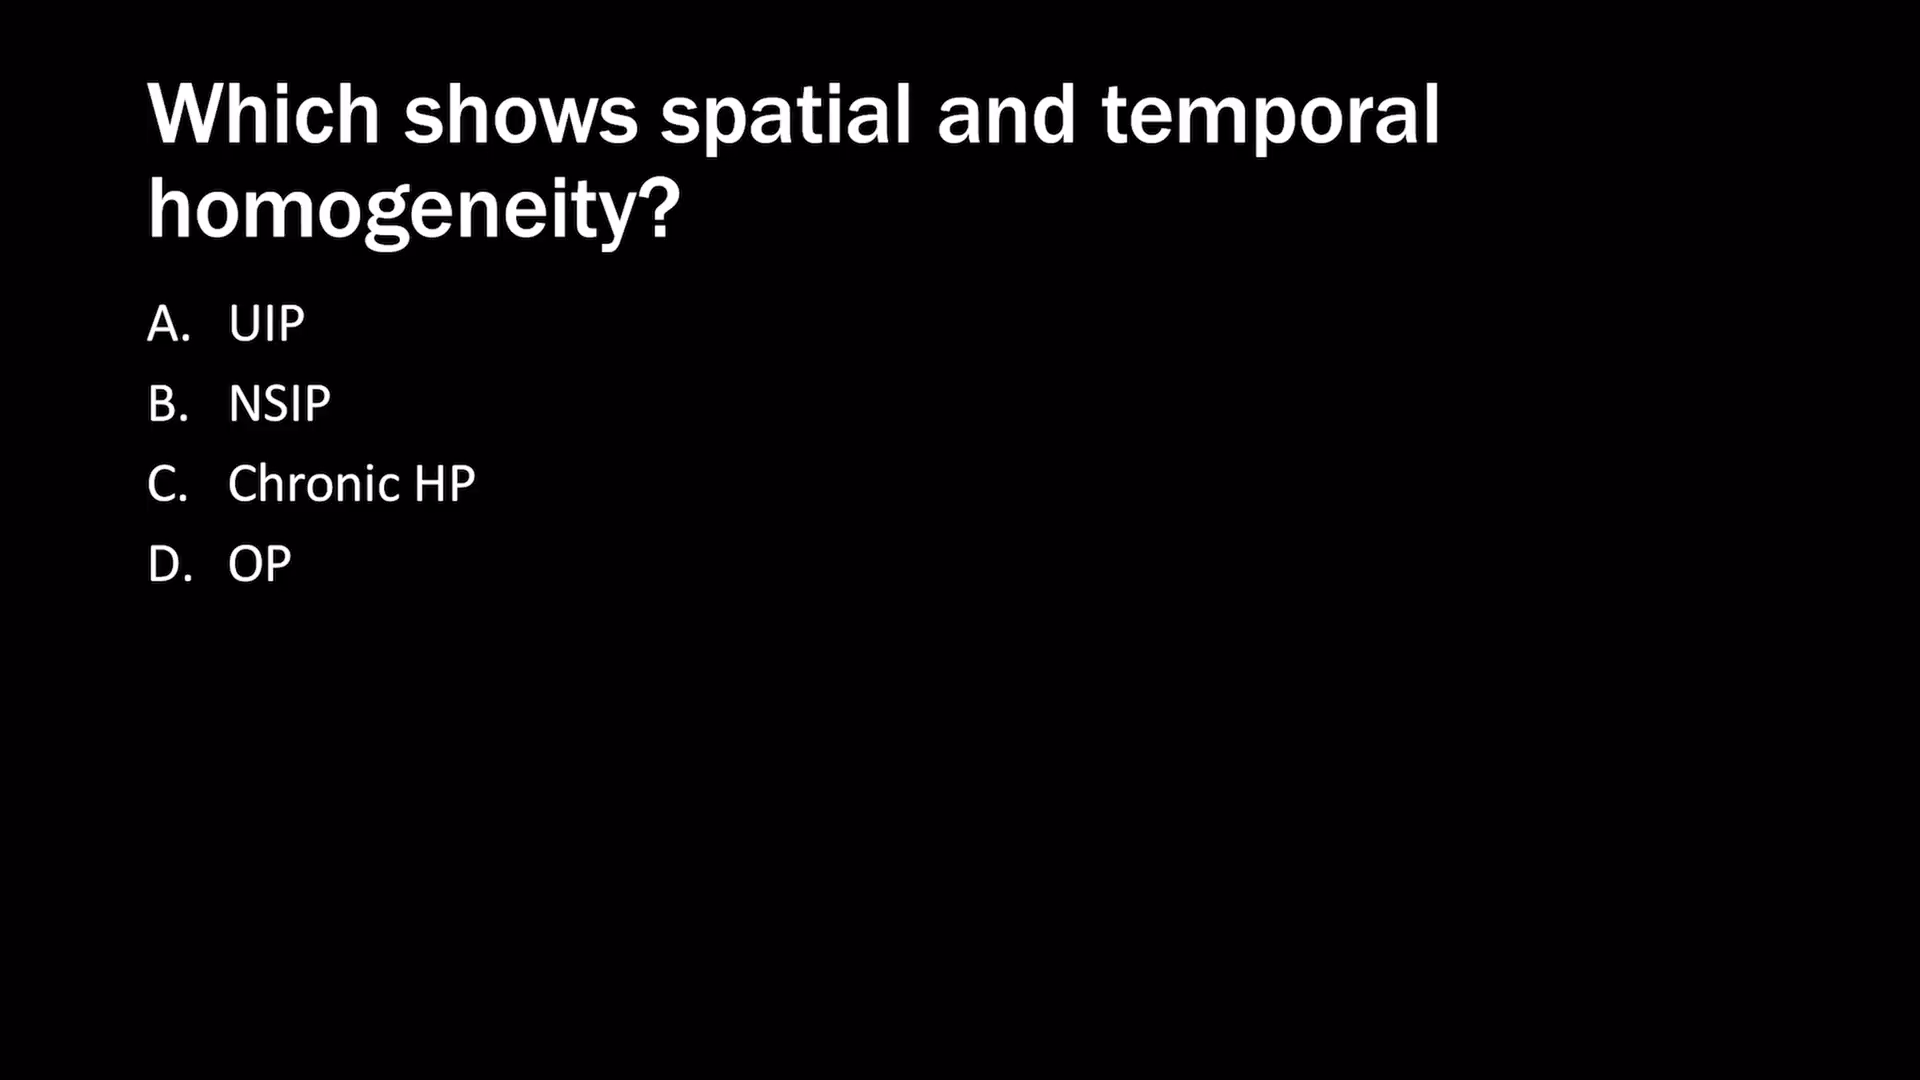 Which shows spatial and temporal
homogeneity?
A. UIP
B. NSIP
C. Chronic HP
D. OP